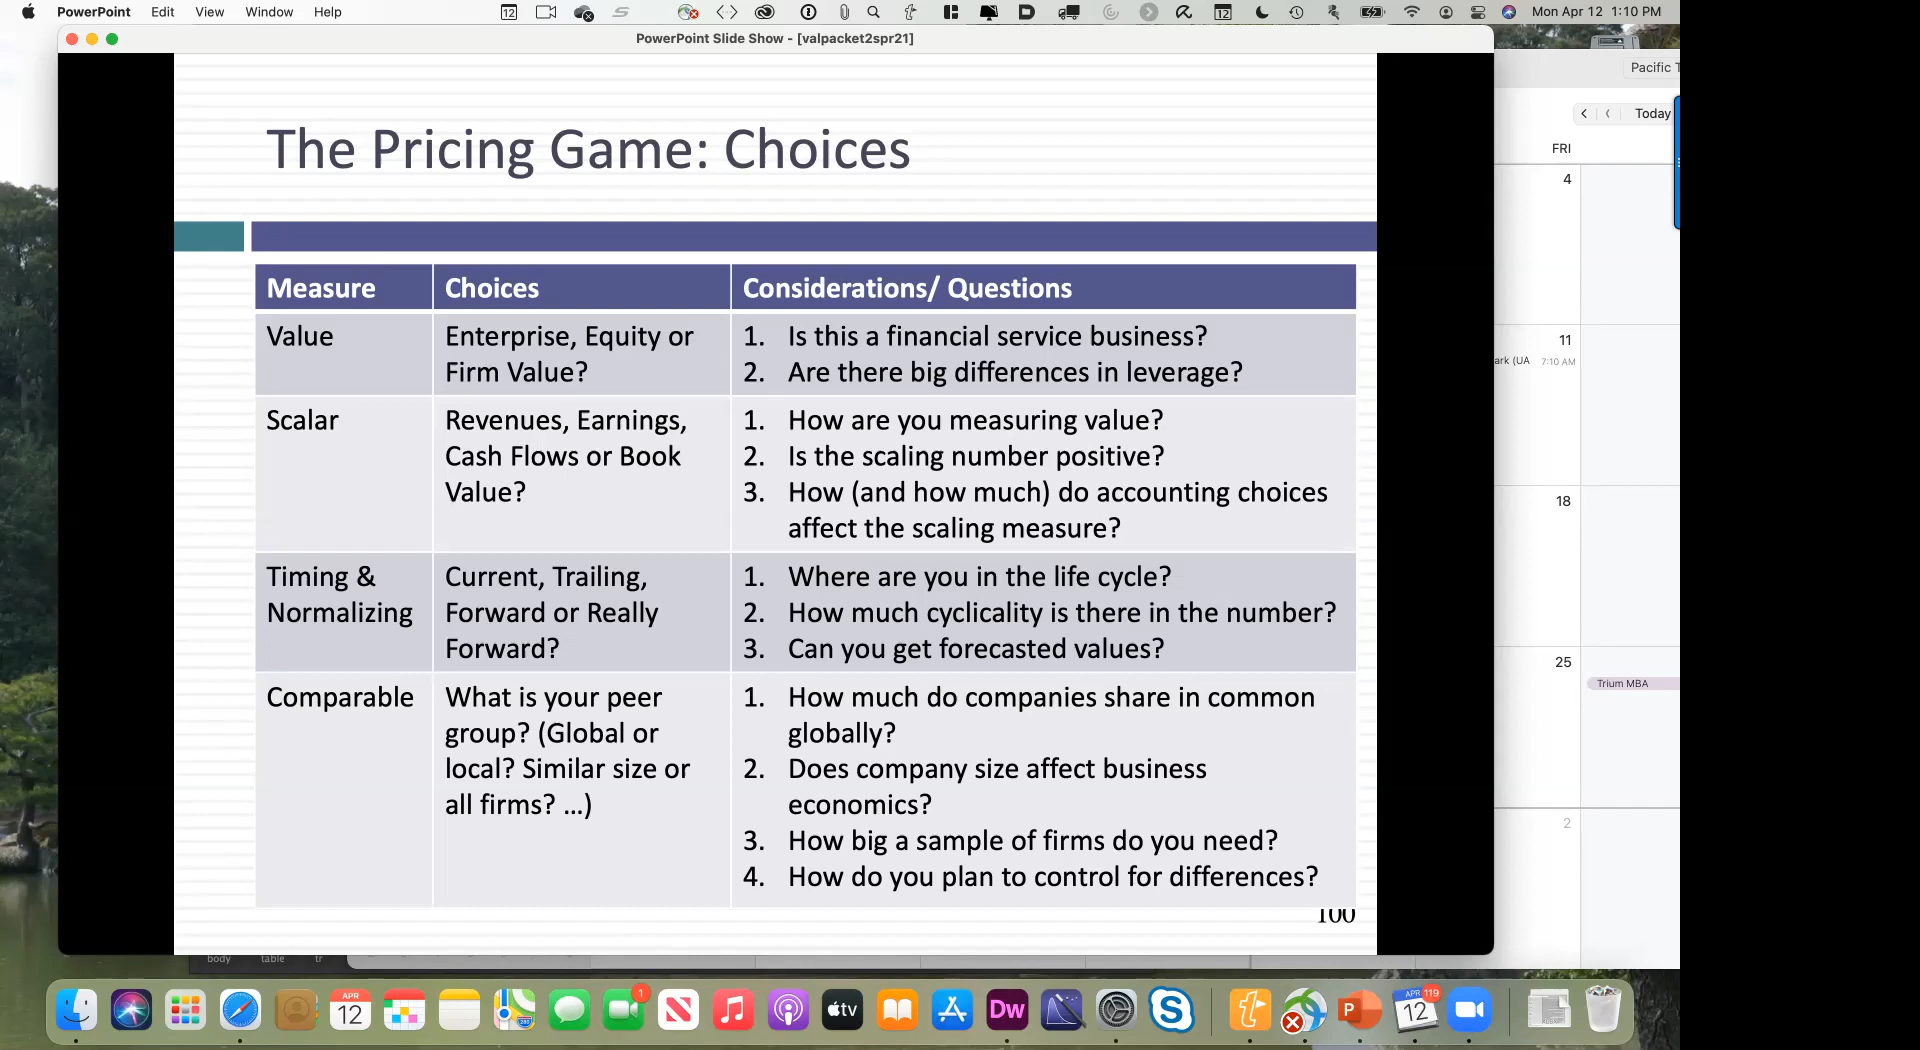 PowerPoint Edit View Window Help
12
12
Mon Apr 12 1:10 PM
PowerPoint Slide Show - [valpacket2spr21]
Pacific T
Today
FRI
4
11
ark (UA 7:10 AM
18
25
Trium MBA
2
The Pricing Game: Choices
Measure
Choices
Considerations/ Questions
Value
Enterprise, Equity or
Firm Value?
1. Is this a financial service business?
2. Are there big differences in leverage?
Scalar
Revenues, Earnings,
Cash Flows or Book
Value?
1. How are you measuring value?
2. Is the scaling number positive?
3. How (and how much) do accounting choices
affect the scaling measure?
Timing &
Normalizing
Current, Trailing,
Forward or Really
Forward?
1. Where are you in the life cycle?
2. How much cyclicality is there in the number?
3. Can you get forecasted values?
Comparable
What is your peer
group? (Global or
local? Similar size or
all firms? ...)
1. How much do companies share in common
globally?
2. Does company size affect business
economics?
3. How big a sample of firms do you need?
4. How do you plan to control for differences?
100
body table tr
APR
12
1
tv
Dw
P
APR 119
12